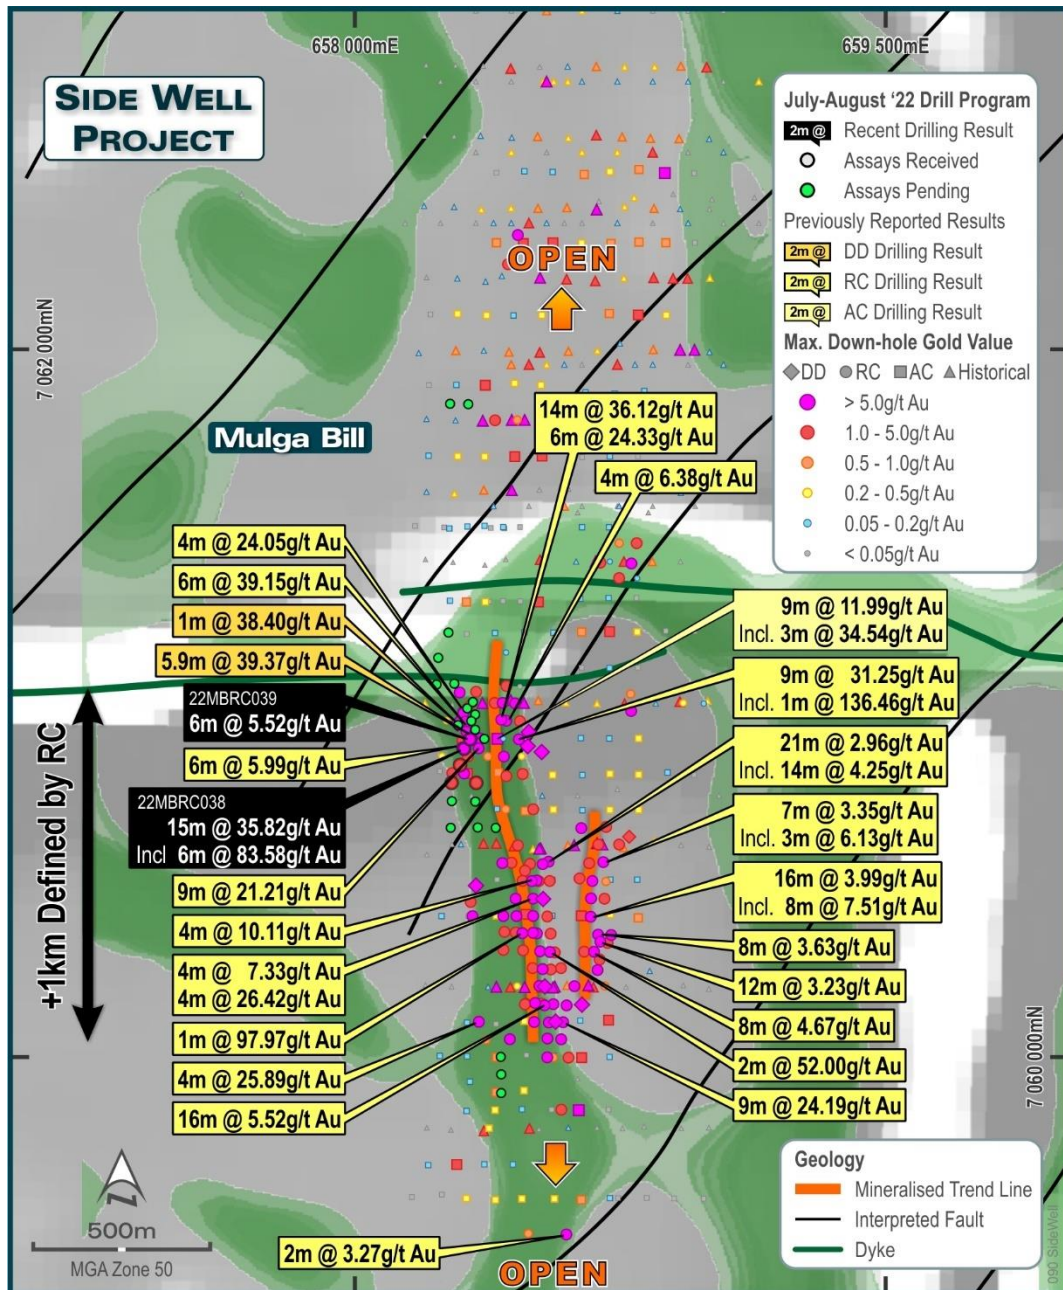 658 000mE
659 500mE
SIDE WELL
PROJECT
July-August '22 Drill Program
2m @ Recent Drilling Result
Assays Received
Assays Pending
Previously Reported Results
2m @ DD Drilling Result
2m @ RC Drilling Result
2m @ AC Drilling Result
Max. Down-hole Gold Value
DD RC AC Historical
> 5.0g/t Au
1.0 - 5.0g/t Au
0.5 - 1.0g/t Au
0.2 - 0.5g/t Au
0.05 - 0.2g/t Au
< 0.05g/t Au
OPEN
7 062 000mN
Mulga Bill
14m @ 36.12g/t Au
6m @ 24.33g/t Au
4m @ 6.38g/t Au
4m @ 24.05g/t Au
6m @ 39.15g/t Au
1m @ 38.40g/t Au
5.9m @ 39.37g/t Au
22MBRC039
6m @ 5.52g/t Au
6m @ 5.99g/t Au
22MBRC038
15m @ 35.82g/t Au
Incl 6m @ 83.58g/t Au
9m @ 21.21g/t Au
4m @ 10.11g/t Au
4m @ 7.33g/t Au
4m @ 26.42g/t Au
1m @ 97.97g/t Au
4m @ 25.89g/t Au
16m @ 5.52g/t Au
+1km Defined by RC
9m @ 11.99g/t Au
Incl. 3m @ 34.54g/t Au
9m @ 31.25g/t Au
Incl. 1m @ 136.46g/t Au
21m @ 2.96g/t Au
Incl. 14m @ 4.25g/t Au
7m @ 3.35g/t Au
Incl. 3m @ 6.13g/t Au
16m @ 3.99g/t Au
Incl. 8m @ 7.51g/t Au
8m @ 3.63g/t Au
12m @ 3.23g/t Au
8m @ 4.67g/t Au
2m @ 52.00g/t Au
9m @ 24.19g/t Au
7 060 000mN
N
500m
MGA Zone 50
2m @ 3.27g/t Au
OPEN
Geology
Mineralised Trend Line
Interpreted Fault
Dyke
090 SideWell